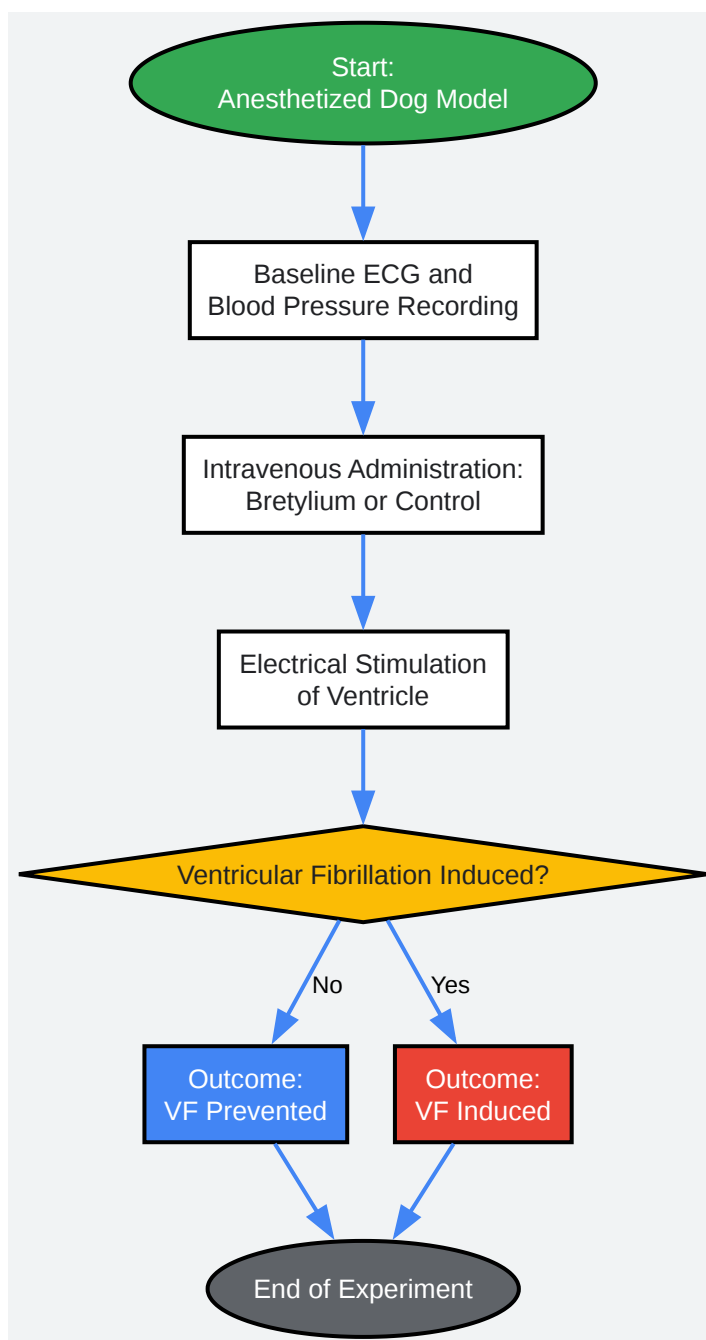 Start:
Anesthetized Dog Model
Baseline ECG and
Blood Pressure Recording
Intravenous Administration:
Bretylium or Control
Electrical Stimulation
of Ventricle
Ventricular Fibrillation Induced?
No
Yes
Outcome:
VF Prevented
Outcome:
VF Induced
End of Experiment